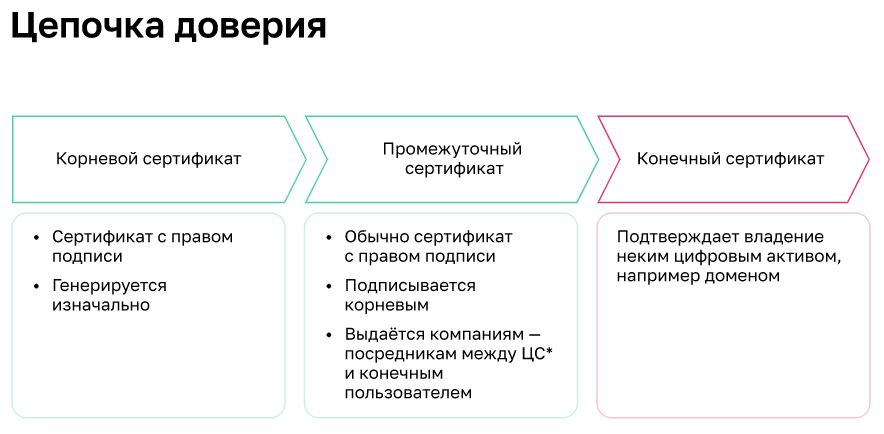 Цепочка доверия
Корневой сертификат
Промежуточный
сертификат
Конечный сертификат
• Сертификат с правом
подписи
• Генерируется
изначально
• Обычно сертификат
с правом подписи
• Подписывается
корневым
• Выдаётся компаниям —
посредникам между ЦС*
и конечным
пользователем
Подтверждает владение
неким цифровым активом,
например доменом